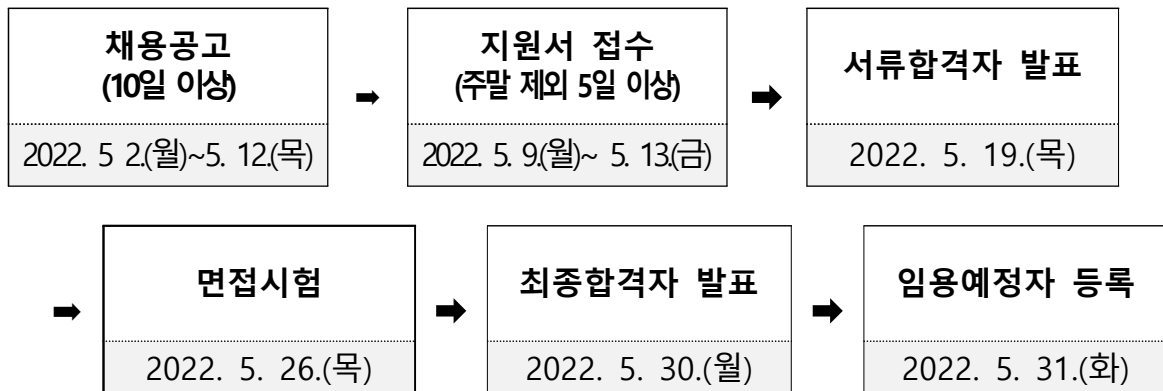 채용공고
(10일 이상)
2022. 5 2.(월)~5. 12.(목)
➡
지원서 접수
(주말 제외 5일 이상)
2022. 5. 9.(월)~ 5. 13.(금)
➡
서류합격자 발표
2022. 5. 19.(목)
➡
면접시험
2022. 5. 26.(목)
➡
최종합격자 발표
2022. 5. 30.(월)
➡
임용예정자 등록
2022. 5. 31.(화)